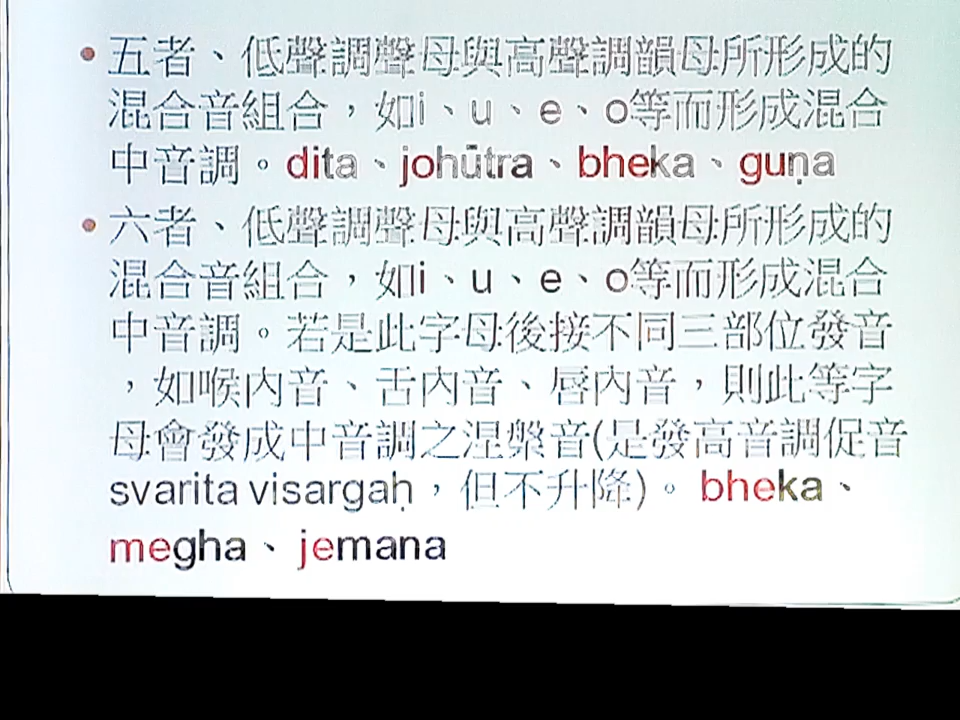 • 五者、低聲調聲母與高聲調韻母所形成的
混合音組合，如i、u、e、o等而形成混合
中音調。dita、johūtra、bheka、guṇa
• 六者、低聲調聲母與高聲調韻母所形成的
混合音組合，如i、u、e、o等而形成混合
中音調。若是此字母後接不同三部位發音
，如喉內音、舌內音、唇內音，則此等字
母會發成中音調之涅槃音(是發高音調促音
svarita visargaḥ，但不升降)。bheka、
megha、jemana